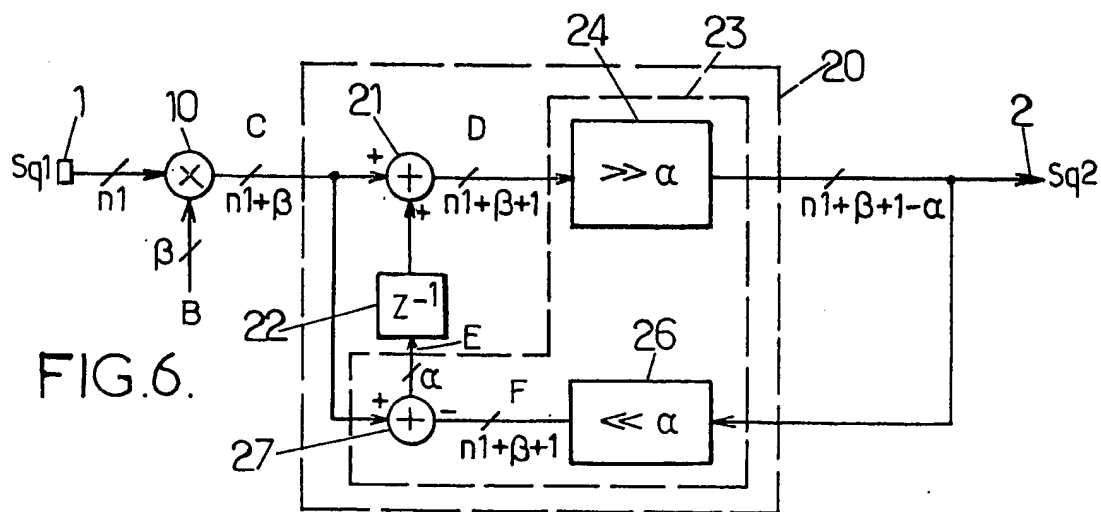 24
23
20
1
10
C
21
D
2
Sq1
n1
×
n1+β
+
+
n1+β+1
>> α
n1+β+1-α
Sq2
+
β
B
22
Z⁻¹
E
26
FIG.6.
α
F
+
+
−
<< α
27
n1+β+1